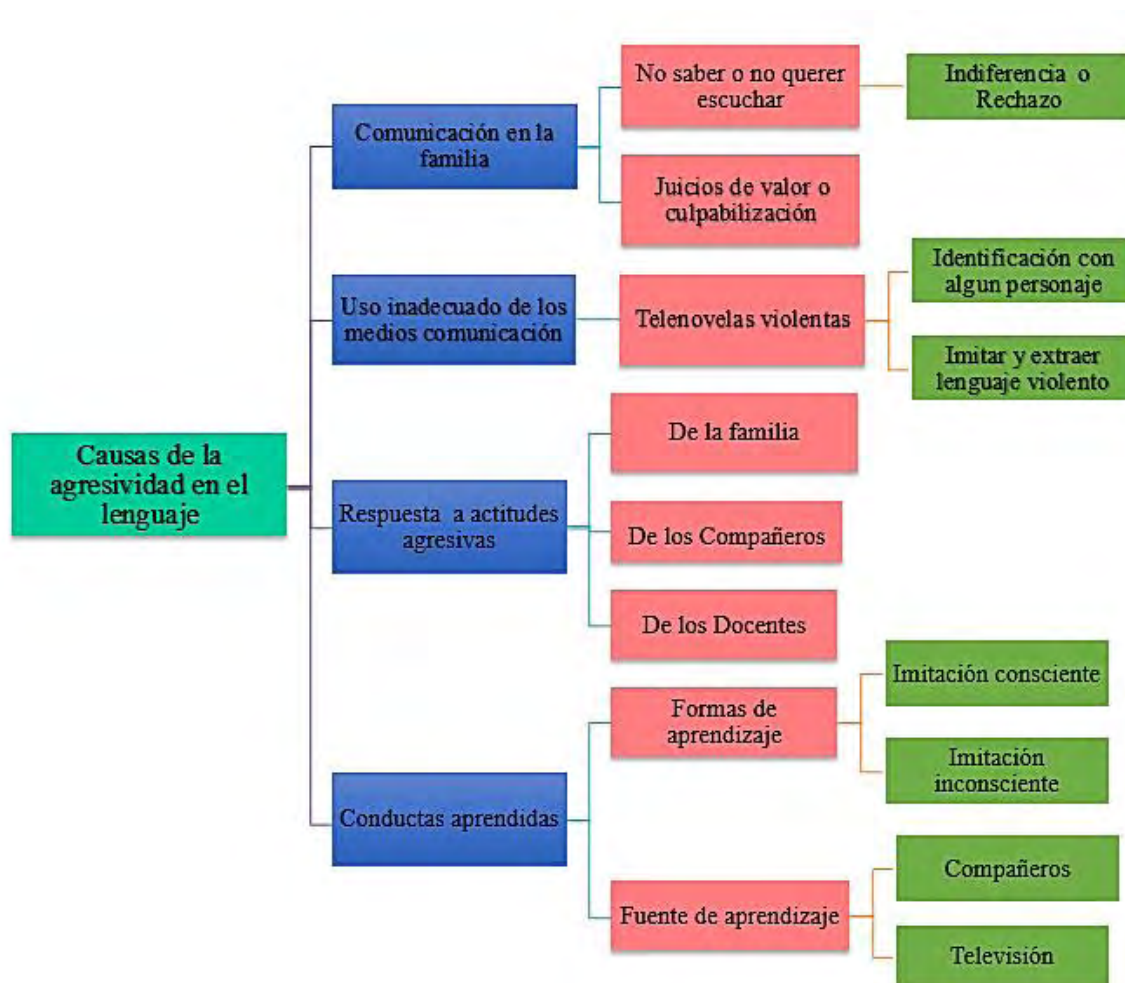 Causas de la
agresividad en el
lenguaje
Comunicación en la
familia
No saber o no querer
escuchar
Indiferencia o
Rechazo
Juicios de valor o
culpabilización
Uso inadecuado de los
medios comunicación
Telenovelas violentas
Identificación con
algun personaje
Imitar y extraer
lenguaje violento
Respuesta a actitudes
agresivas
De la familia
De los Compañeros
De los Docentes
Conductas aprendidas
Formas de
aprendizaje
Imitación consciente
Imitación
inconsciente
Fuente de aprendizaje
Compañeros
Televisión